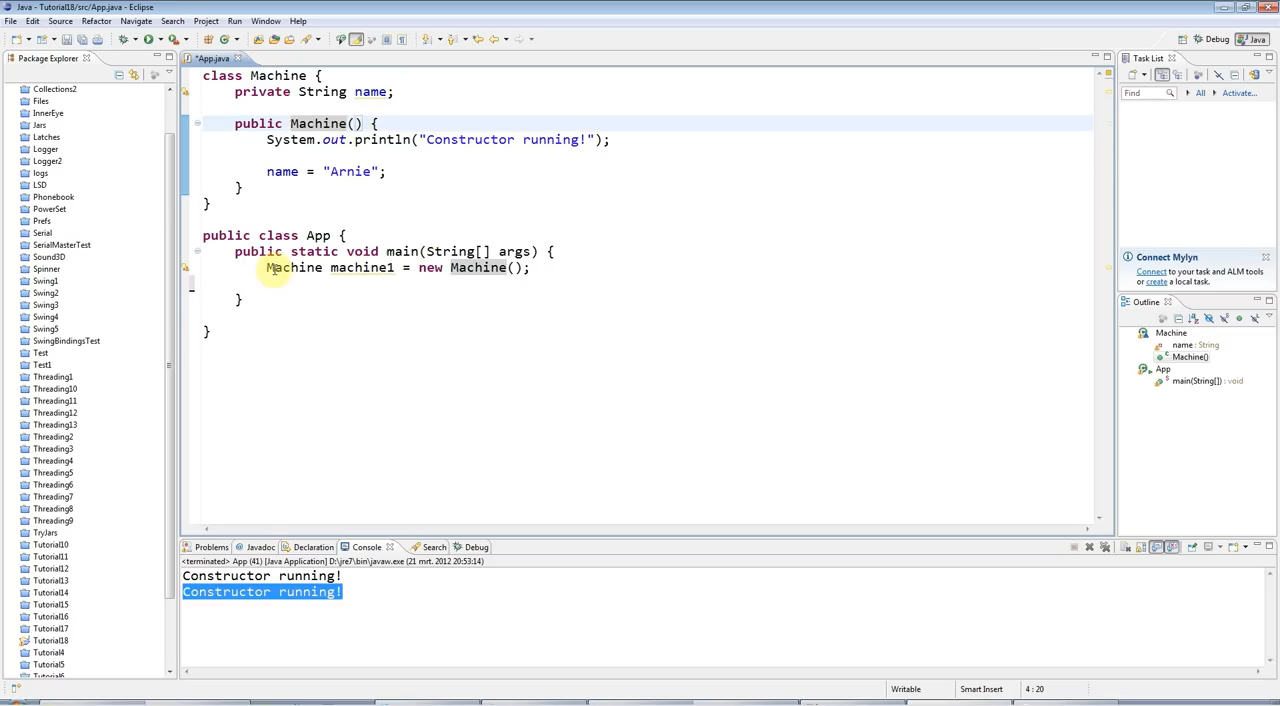 Java - Tutorial18/src/App.java - Eclipse
File Edit Source Refactor Navigate Search Project Run Window Help
Debug Java
Package Explorer
Collections2
Files
InnerEye
Jars
Latches
Logger
Logger2
logs
LSD
Phonebook
PowerSet
Prefs
Serial
SerialMasterTest
Sound3D
Spinner
Swing1
Swing2
Swing3
Swing4
Swing5
SwingBindingsTest
Test
Test1
Threading1
Threading10
Threading11
Threading12
Threading13
Threading2
Threading3
Threading4
Threading5
Threading6
Threading7
Threading8
Threading9
TryJars
Tutorial10
Tutorial11
Tutorial12
Tutorial13
Tutorial14
Tutorial15
Tutorial16
Tutorial17
Tutorial18
Tutorial4
Tutorial5
Tutorial6
*App.java
class Machine {
private String name;
public Machine() {
System.out.println("Constructor running!");
name = "Arnie";
}
}
public class App {
public static void main(String[] args) {
Machine machine1 = new Machine();
}
}
Task List
Find All Activate...
Connect Mylyn
Connect to your task and ALM tools
or create a local task.
Outline
Machine
name : String
Machine()
App
main(String[]) : void
Problems Javadoc Declaration Console Search Debug
<terminated> App (41) [Java Application] D:\jre7\bin\javaw.exe (21 mrt. 2012 20:53:14)
Constructor running!
Constructor running!
Writable Smart Insert 4 : 20